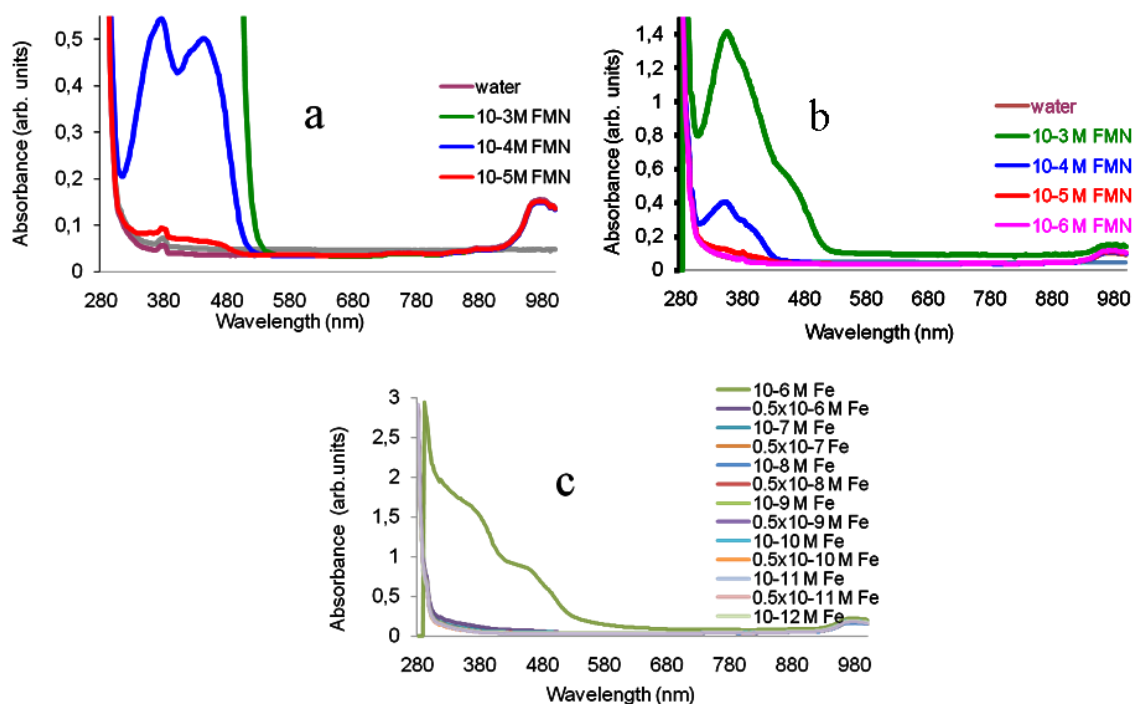 0,5
0,4
0,3
0,2
0,1
0
280 380 480 580 680 780 880 980
Absorbance (arb. units)
Wavelength (nm)
a
water
10-3M FMN
10-4M FMN
10-5M FMN
1,4
1
0,6
0,2
0
280 380 480 580 680 780 880 980
Absorbance (arb. units)
Wavelength (nm)
b
water
10-3 M FMN
10-4 M FMN
10-5 M FMN
10-6 M FMN
3
2,5
2
1,5
1
0,5
0
280 380 480 580 680 780 880 980
Absorbance (arb.units)
Wavelength (nm)
c
10-6 M Fe
0.5x10-6 M Fe
10-7 M Fe
0.5x10-7 Fe
10-8 M Fe
0.5x10-8 M Fe
10-9 M Fe
0.5x10-9 M Fe
10-10 M Fe
0.5x10-10 M Fe
10-11 M Fe
0.5x10-11 M Fe
10-12 M Fe